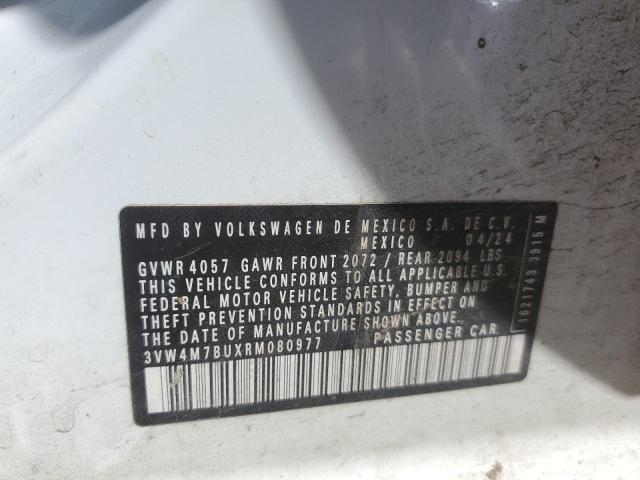 MFD BY VOLKSWAGEN DE MEXICO S.A. DE C.V.
MEXICO 04/24
GVWR 4057 GAWR FRONT 2072 / REAR 2094 LBS
THIS VEHICLE CONFORMS TO ALL APPLICABLE U.S.
FEDERAL MOTOR VEHICLE SAFETY, BUMPER AND
THEFT PREVENTION STANDARDS IN EFFECT ON
THE DATE OF MANUFACTURE SHOWN ABOVE.
3VW4M7BUXRM080977 PASSENGER CAR
1021743 3915 M